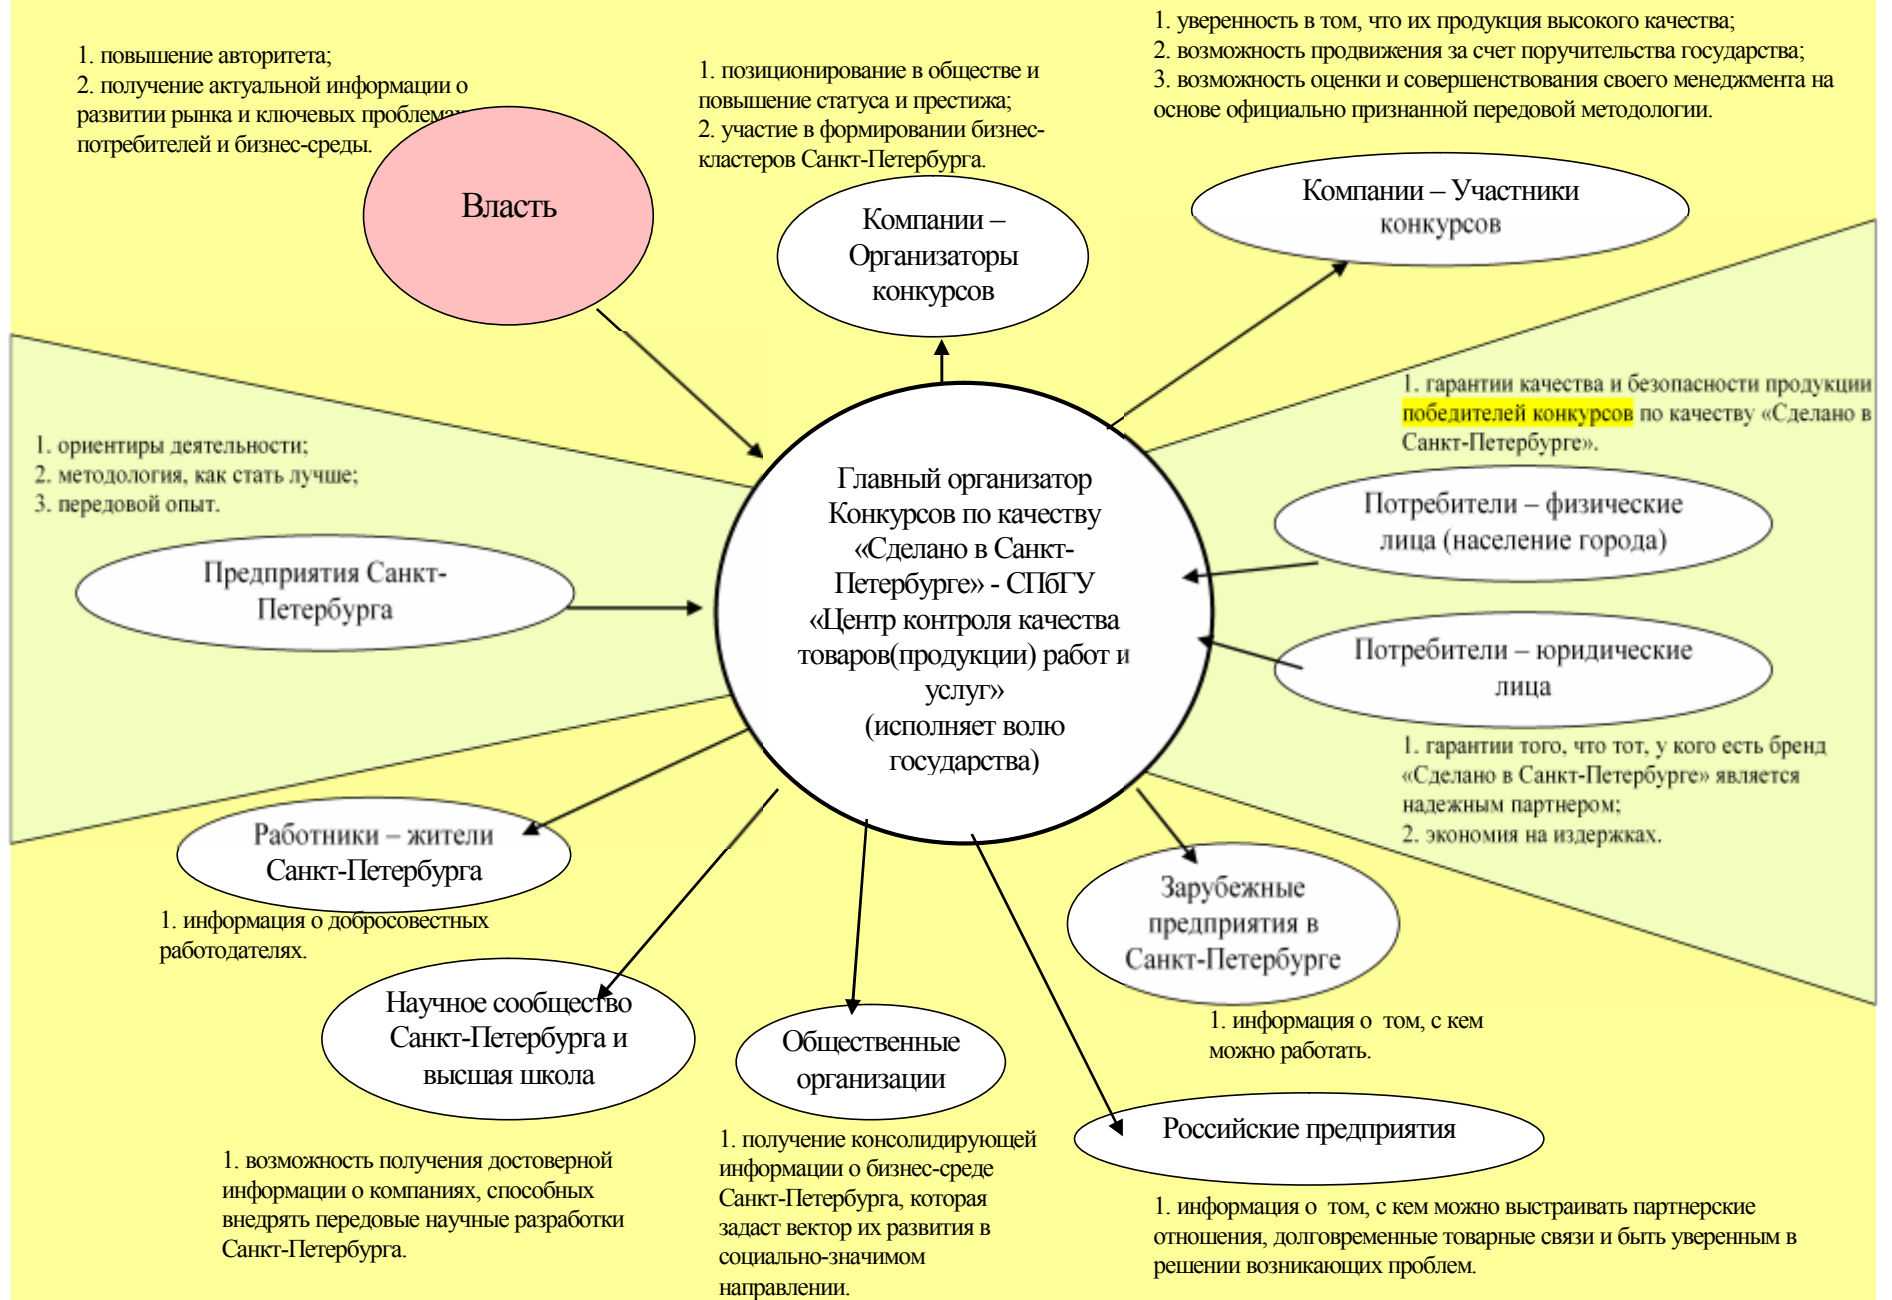 1. повышение авторитета;
2. получение актуальной информации о
развитии рынка и ключевых проблемах
потребителей и бизнес-среды.
Власть
1. позиционирование в обществе и
повышение статуса и престижа;
2. участие в формировании бизнес-
кластеров Санкт-Петербурга.
Компании –
Организаторы
конкурсов
1. уверенность в том, что их продукция высокого качества;
2. возможность продвижения за счет поручительства государства;
3. возможность оценки и совершенствования своего менеджмента на
основе официально признанной передовой методологии.
Компании – Участники
конкурсов
1. ориентиры деятельности;
2. методология, как стать лучше;
3. передовой опыт.
Предприятия Санкт-
Петербурга
Главный организатор
Конкурсов по качеству
«Сделано в Санкт-
Петербурге» - СПбГУ
«Центр контроля качества
товаров(продукции) работ и
услуг»
(исполняет волю
государства)
1. гарантии качества и безопасности продукции
победителей конкурсов по качеству «Сделано в
Санкт-Петербурге».
Потребители – физические
лица (население города)
Потребители – юридические
лица
1. гарантии того, что тот, у кого есть бренд
«Сделано в Санкт-Петербурге» является
надежным партнером;
2. экономия на издержках.
Работники – жители
Санкт-Петербурга
1. информация о добросовестных
работодателях.
Научное сообщество
Санкт-Петербурга и
высшая школа
1. возможность получения достоверной
информации о компаниях, способных
внедрять передовые научные разработки
Санкт-Петербурга.
Общественные
организации
1. получение консолидирующей
информации о бизнес-среде
Санкт-Петербурга, которая
задаст вектор их развития в
социально-значимом
направлении.
Зарубежные
предприятия в
Санкт-Петербурге
1. информация о том, с кем
можно работать.
Российские предприятия
1. информация о том, с кем можно выстраивать партнерские
отношения, долговременные товарные связи и быть уверенным в
решении возникающих проблем.